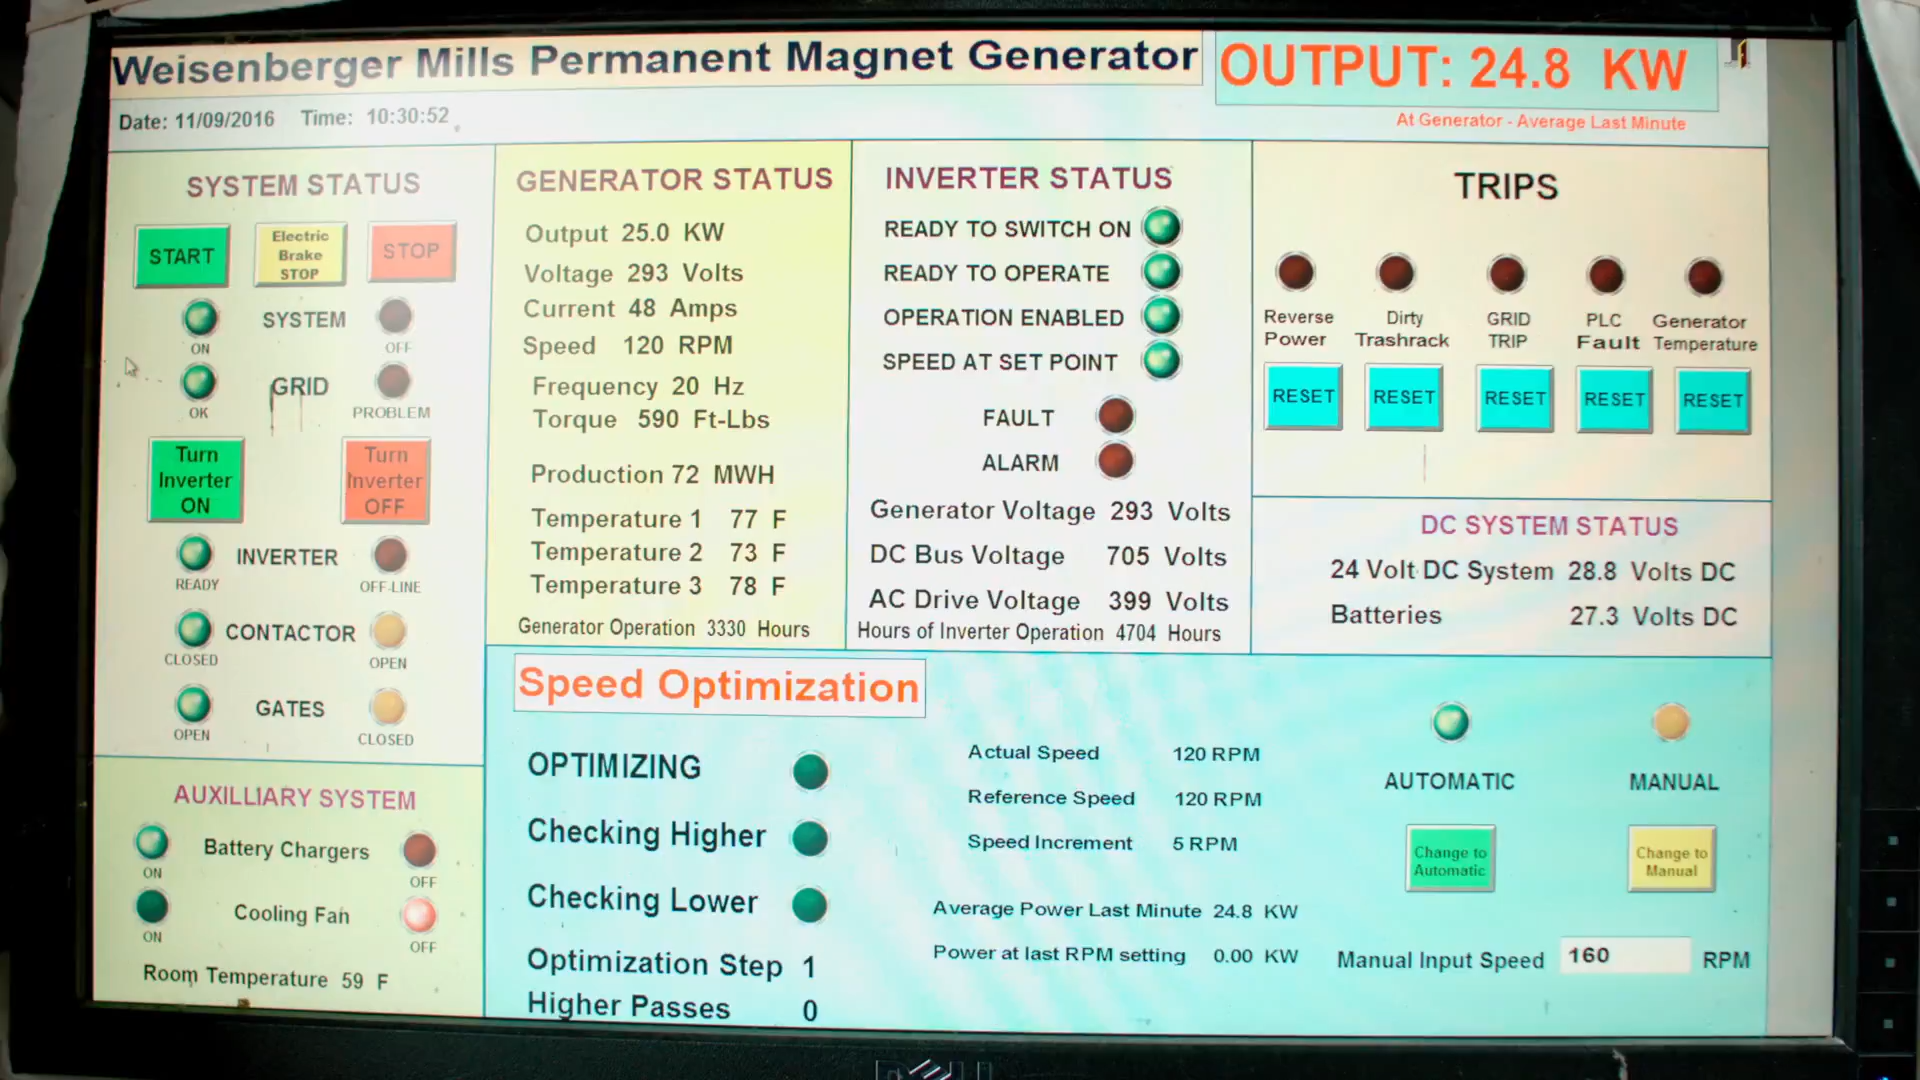 Weisenberger Mills Permanent Magnet Generator
OUTPUT: 24.8 KW
At Generator - Average Last Minute
Date: 11/09/2016 Time: 10:30:52
SYSTEM STATUS
START
Electric
Brake
STOP
STOP
SYSTEM
ON
OFF
GRID
OK
PROBLEM
Turn
Inverter
ON
Turn
Inverter
OFF
INVERTER
READY
OFF-LINE
CONTACTOR
CLOSED
OPEN
GATES
OPEN
CLOSED
AUXILLIARY SYSTEM
Battery Chargers
ON
OFF
Cooling Fan
ON
OFF
Room Temperature 59 F
GENERATOR STATUS
Output 25.0 KW
Voltage 293 Volts
Current 48 Amps
Speed 120 RPM
Frequency 20 Hz
Torque 590 Ft-Lbs
Production 72 MWH
Temperature 1 77 F
Temperature 2 73 F
Temperature 3 78 F
Generator Operation 3330 Hours
INVERTER STATUS
READY TO SWITCH ON
READY TO OPERATE
OPERATION ENABLED
SPEED AT SET POINT
FAULT
ALARM
Generator Voltage 293 Volts
DC Bus Voltage 705 Volts
AC Drive Voltage 399 Volts
Hours of Inverter Operation 4704 Hours
TRIPS
Reverse
Power
Dirty
Trashrack
GRID
TRIP
PLC
Fault
Generator
Temperature
RESET RESET RESET RESET RESET
DC SYSTEM STATUS
24 Volt DC System 28.8 Volts DC
Batteries 27.3 Volts DC
Speed Optimization
OPTIMIZING
Checking Higher
Checking Lower
Optimization Step 1
Higher Passes 0
Actual Speed 120 RPM
Reference Speed 120 RPM
Speed Increment 5 RPM
Average Power Last Minute 24.8 KW
Power at last RPM setting 0.00 KW
AUTOMATIC
MANUAL
Change to
Automatic
Change to
Manual
Manual Input Speed 160 RPM